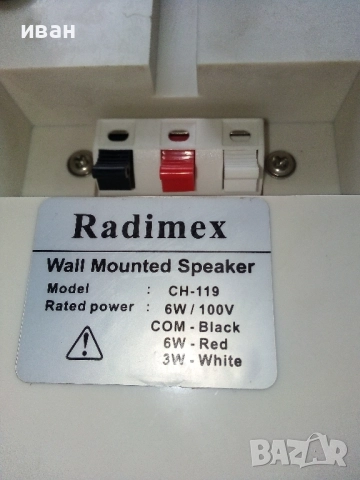 иван
Radimex
Wall Mounted Speaker
Model : CH-119
Rated power : 6W / 100V
COM - Black
6W - Red
3W - White
BAZAR